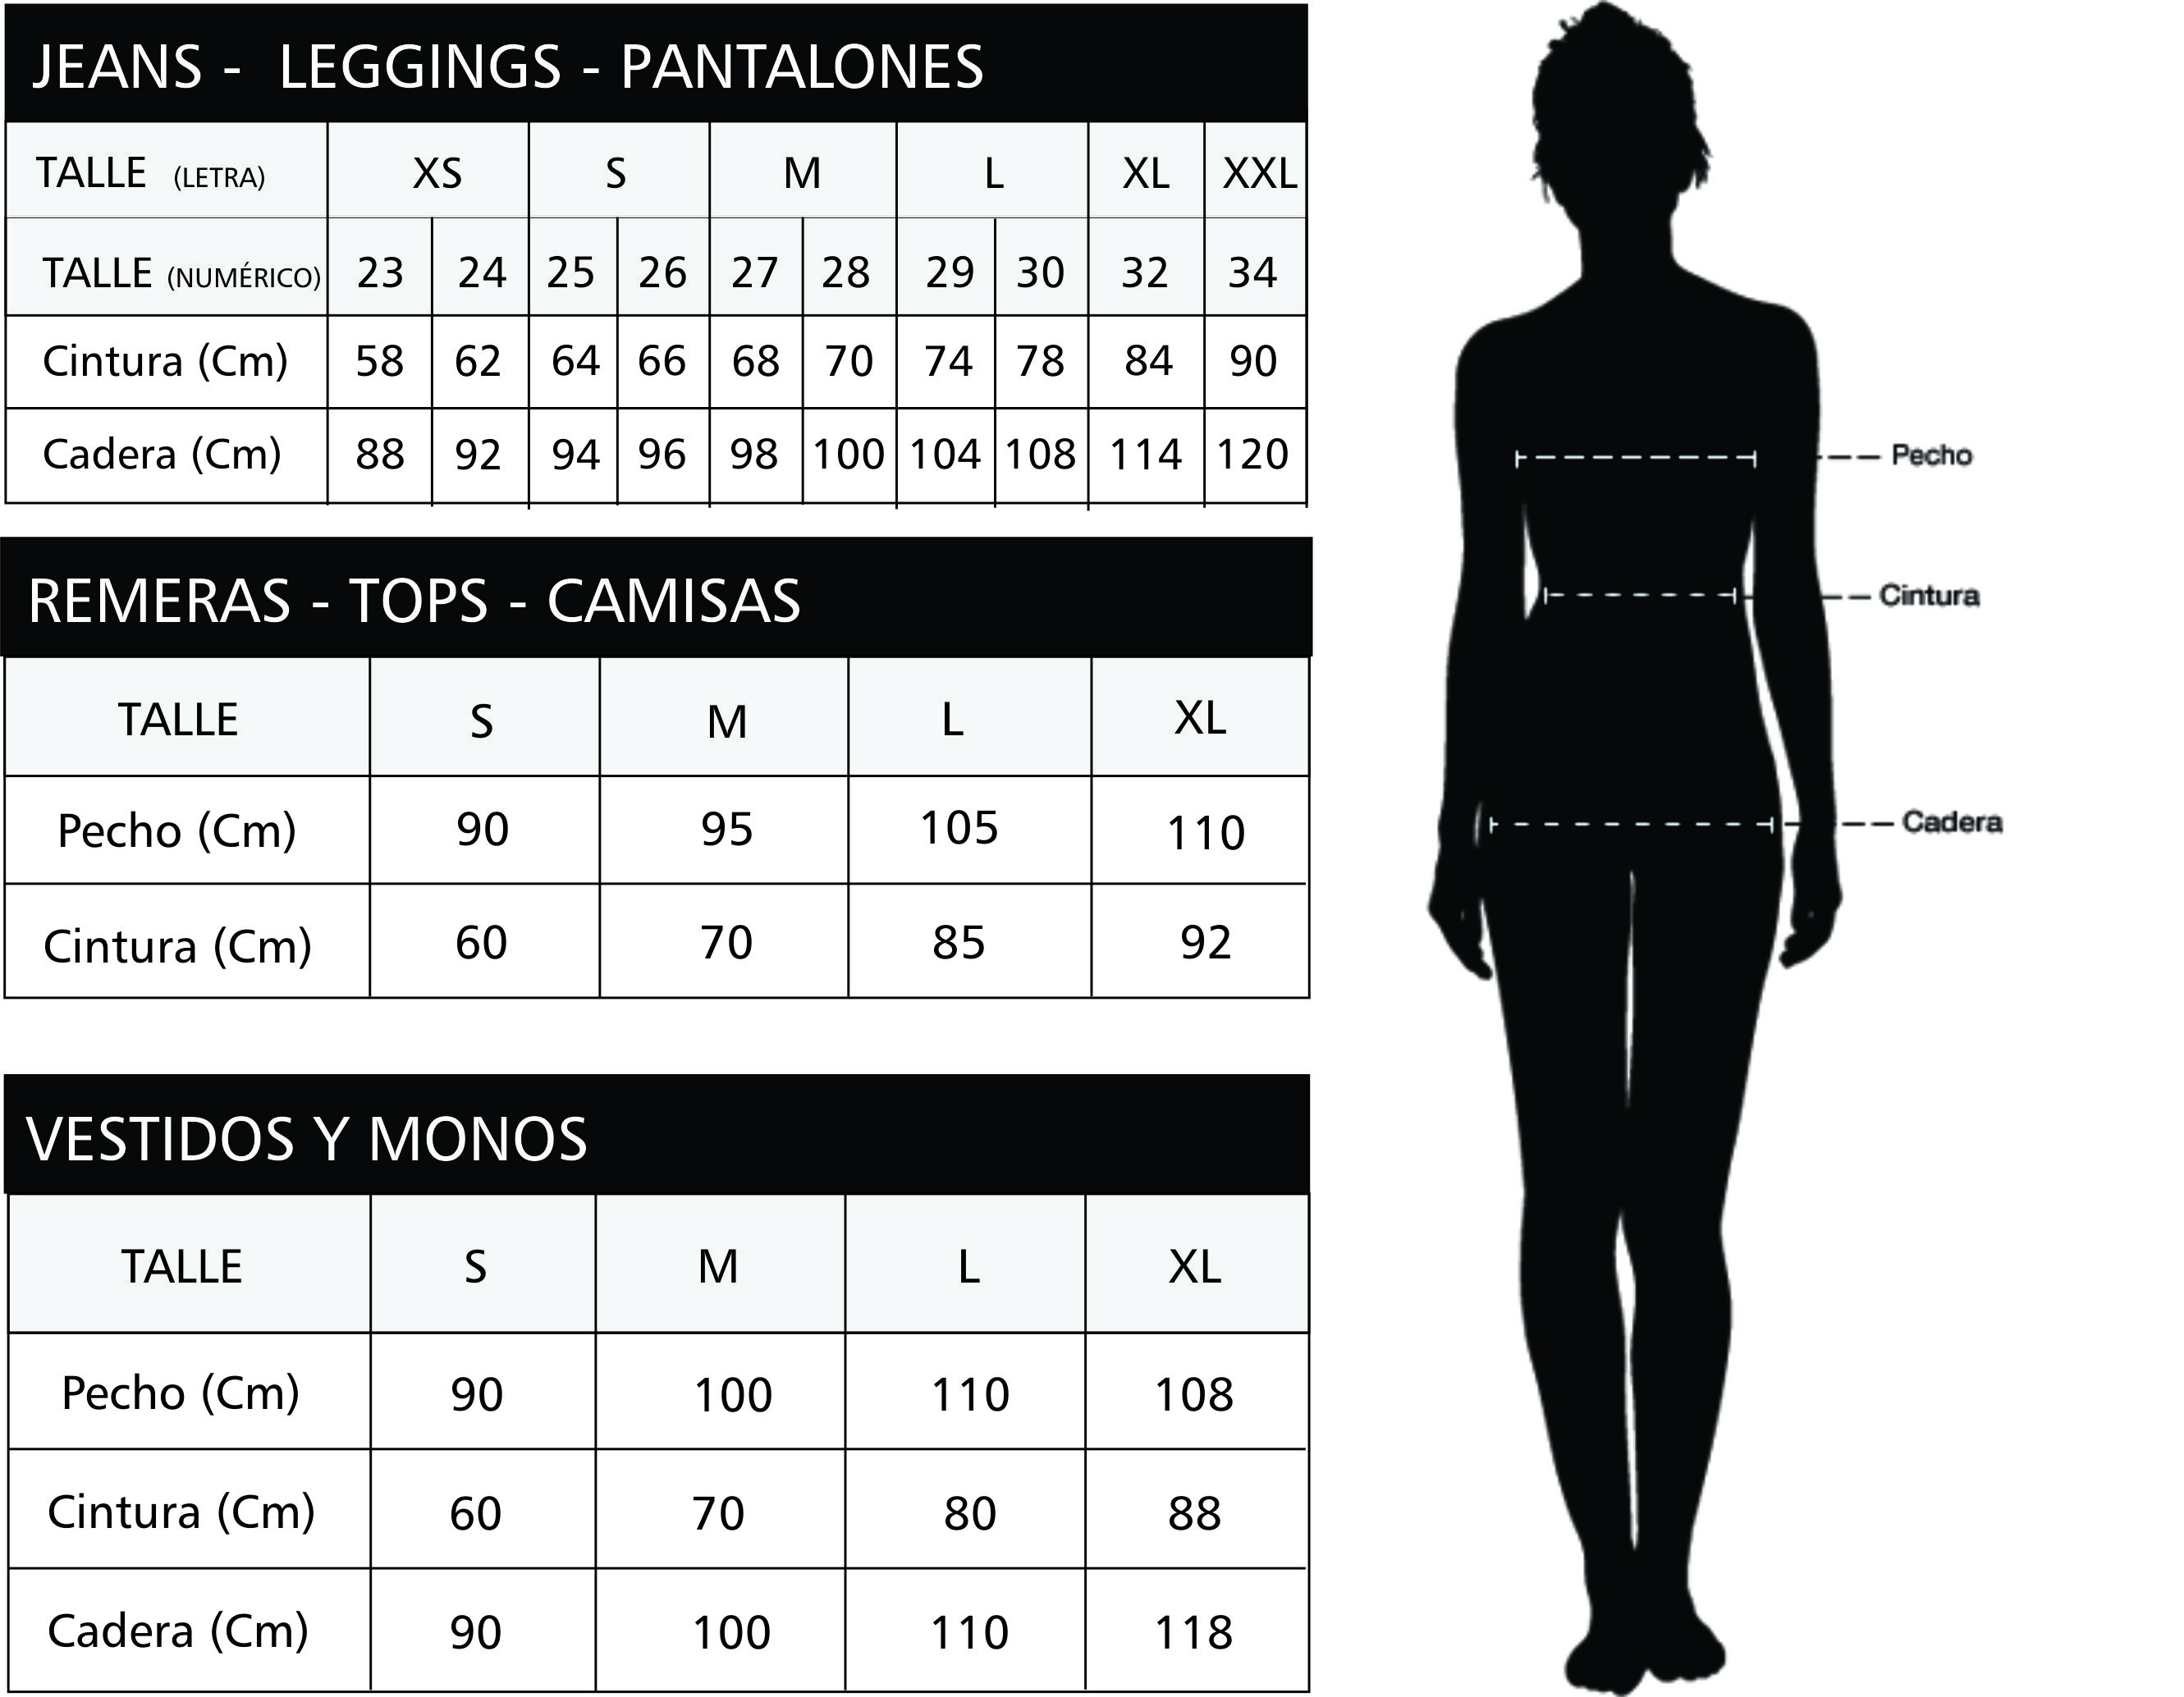 JEANS - LEGGINGS - PANTALONES
TALLE (LETRA) XS S M L XL XXL
TALLE (NUMÉRICO) 23 24 25 26 27 28 29 30 32 34
Cintura (Cm) 58 62 64 66 68 70 74 78 84 90
Cadera (Cm) 88 92 94 96 98 100 104 108 114 120
REMERAS - TOPS - CAMISAS
TALLE S M L XL
Pecho (Cm) 90 95 105 110
Cintura (Cm) 60 70 85 92
VESTIDOS Y MONOS
TALLE S M L XL
Pecho (Cm) 90 100 110 108
Cintura (Cm) 60 70 80 88
Cadera (Cm) 90 100 110 118
Pecho
Cintura
Cadera